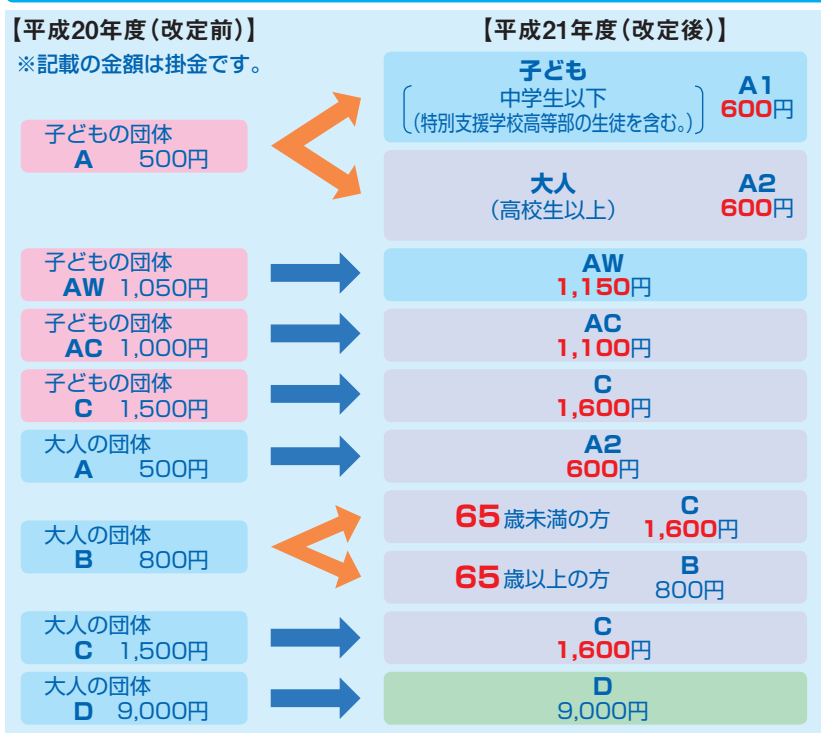 【平成20年度(改定前)】
【平成21年度(改定後)】
※記載の金額は掛金です。
子どもの団体
A 500円
子ども
中学生以下
(特別支援学校高等部の生徒を含む。)
A1
600円
大人
(高校生以上)
A2
600円
子どもの団体
AW 1,050円
AW
1,150円
子どもの団体
AC 1,000円
AC
1,100円
子どもの団体
C 1,500円
C
1,600円
大人の団体
A 500円
A2
600円
大人の団体
B 800円
65歳未満の方
C
1,600円
65歳以上の方
B
800円
大人の団体
C 1,500円
C
1,600円
大人の団体
D 9,000円
D
9,000円